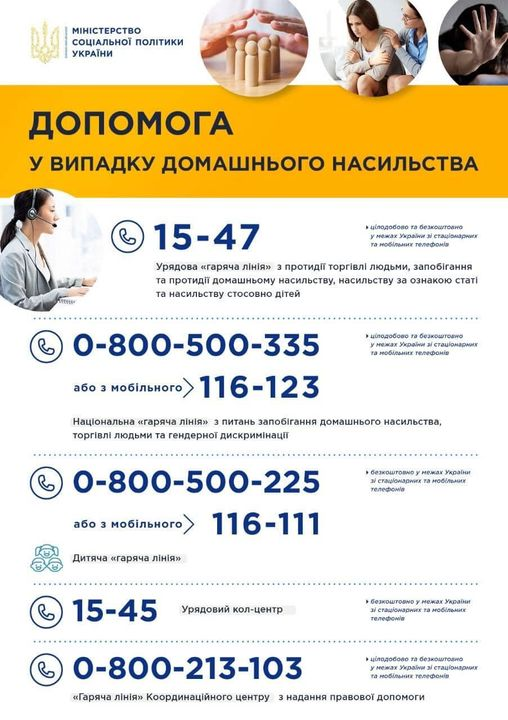 МІНІСТЕРСТВО
СОЦІАЛЬНОЇ ПОЛІТИКИ
УКРАЇНИ
ДОПОМОГА
У ВИПАДКУ ДОМАШНЬОГО НАСИЛЬСТВА
15-47
цілодобово та безкоштовно
у межах України зі стаціонарних
та мобільних телефонів
Урядова «гаряча лінія» з протидії торгівлі людьми, запобігання
та протидії домашньому насильству, насильству за ознакою статі
та насильству стосовно дітей
0-800-500-335
цілодобово та безкоштовно
у межах України зі стаціонарних
та мобільних телефонів
або з мобільного 116-123
Національна «гаряча лінія» з питань запобігання домашнього насильства,
торгівлі людьми та гендерної дискримінації
0-800-500-225
безкоштовно у межах України
зі стаціонарних та мобільних
телефонів
або з мобільного 116-111
Дитяча «гаряча лінія»
15-45
Урядовий кол-центр
безкоштовно у межах України
зі стаціонарних та мобільних
телефонів
0-800-213-103
цілодобово та безкоштовно
у межах України зі стаціонарних
та мобільних телефонів
«Гаряча лінія» Координаційного центру з надання правової допомоги